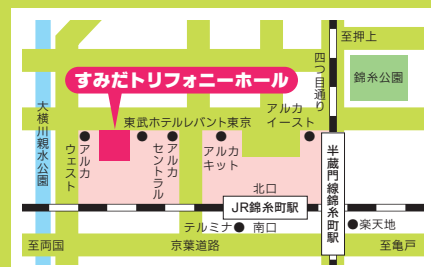 至押上
四つ目通り
錦糸公園
すみだトリフォニーホール
大横川親水公園
東武ホテルレバント東京
アルカ
イースト
アルカ
ウェスト
アルカ
セントラル
アルカ
キット
半蔵門線錦糸町駅
北口
JR錦糸町駅
テルミナ
南口
楽天地
至両国
京葉道路
至亀戸